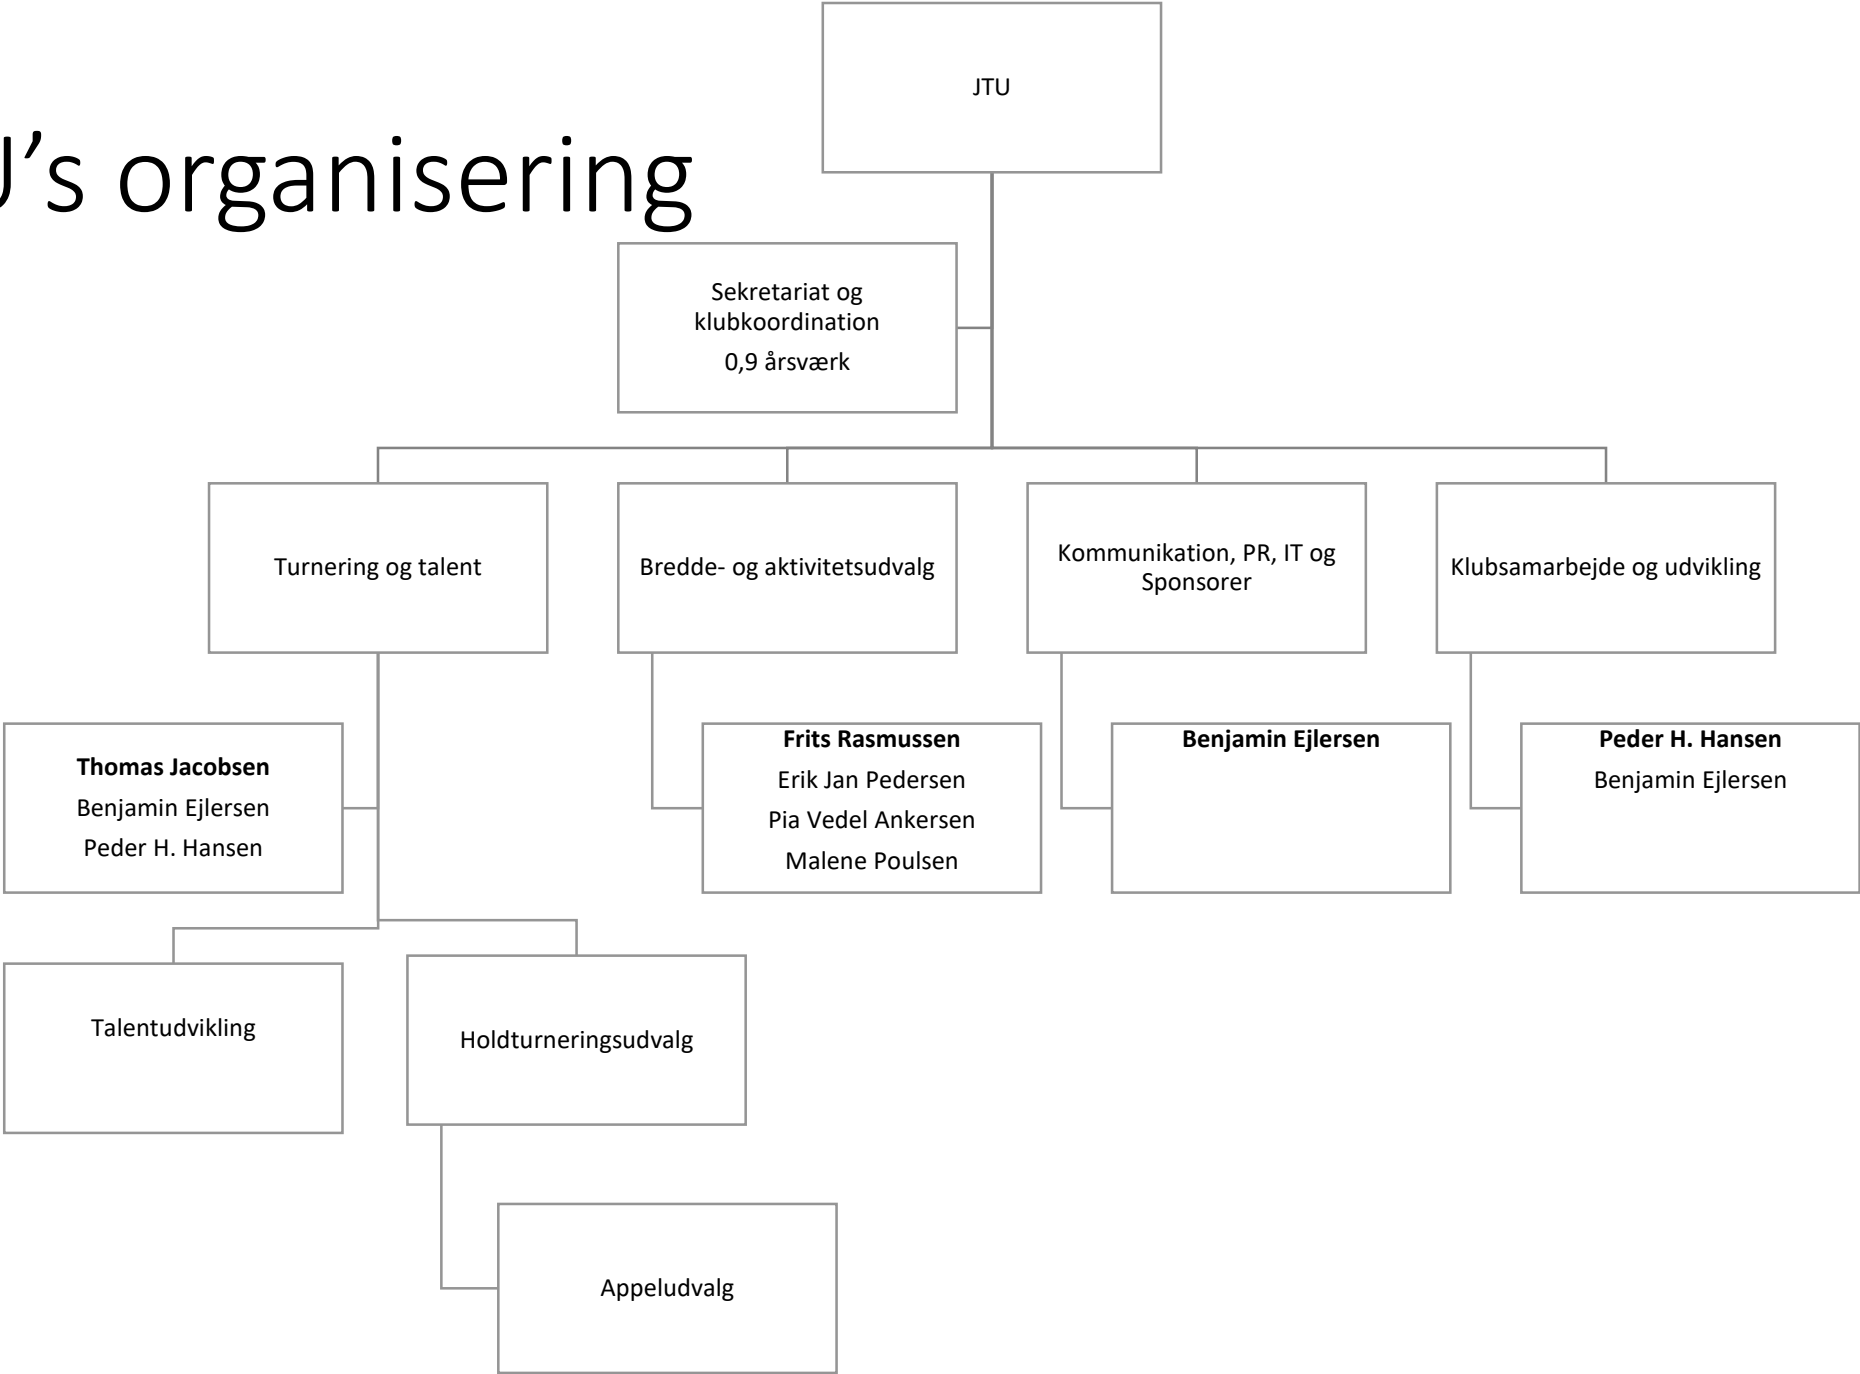 JTU
U’s organisering
Sekretariat og
klubkoordination
0,9 årsværk
Turnering og talent
Bredde- og aktivitetsudvalg
Kommunikation, PR, IT og
Sponsorer
Klubsamarbejde og udvikling
Thomas Jacobsen
Benjamin Ejlersen
Peder H. Hansen
Frits Rasmussen
Erik Jan Pedersen
Pia Vedel Ankersen
Malene Poulsen
Benjamin Ejlersen
Peder H. Hansen
Benjamin Ejlersen
Talentudvikling
Holdturneringsudvalg
Appeludvalg